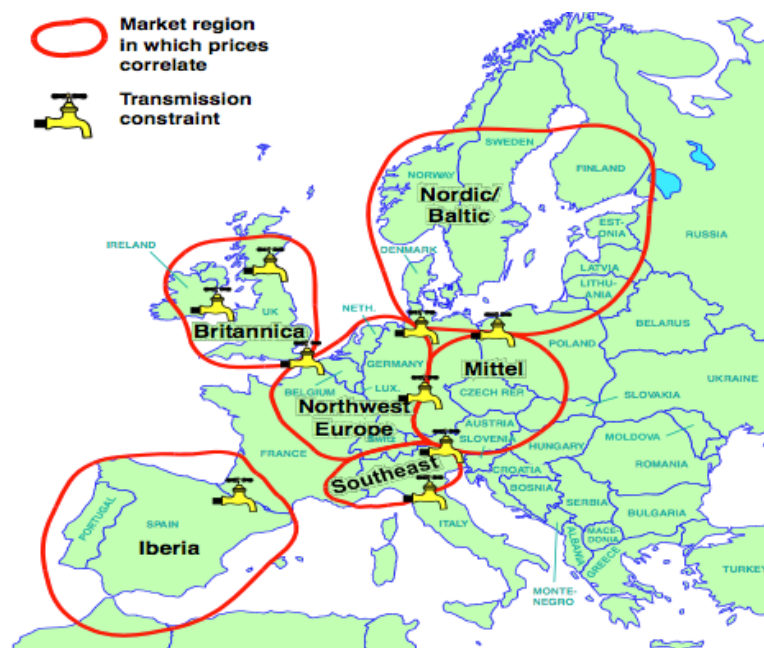 Market region
in which prices
correlate
Transmission
constraint
SWEDEN
FINLAND
NORWAY
Nordic/
Baltic
EST-
ONIA
RUSSIA
IRELAND
DENMARK
LATVIA
LITHU-
ANIA
NETH.
UK
BELARUS
Britannica
POLAND
GERMANY
Mittel
UKRAINE
BELGIUM
LUX.
CZECH REP
SLOVAKIA
Northwest
Europe
AUSTRIA
MOLDOVA
Switz
SLOVENIA
HUNGARY
FRANCE
ROMANIA
Southeast
CROATIA
BOSNIA
SERBIA
PORTUGAL
SPAIN
BULGARIA
ITALY
Iberia
MACE-
DONIA
ALBANIA
GREECE
TURKEY
MONTE-
NEGRO